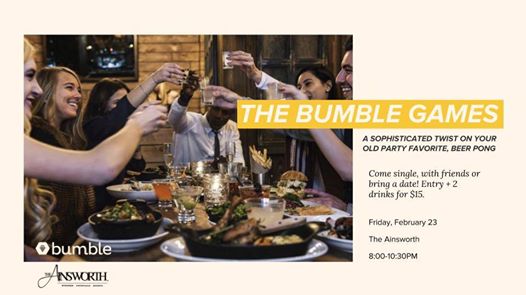 THE BUMBLE GAMES
A SOPHISTICATED TWIST ON YOUR
OLD PARTY FAVORITE, BEER PONG
Come single, with friends or
bring a date! Entry + 2
drinks for $15.
Friday, February 23
The Ainsworth
8:00-10:30PM
bumble
THE AINSWORTH